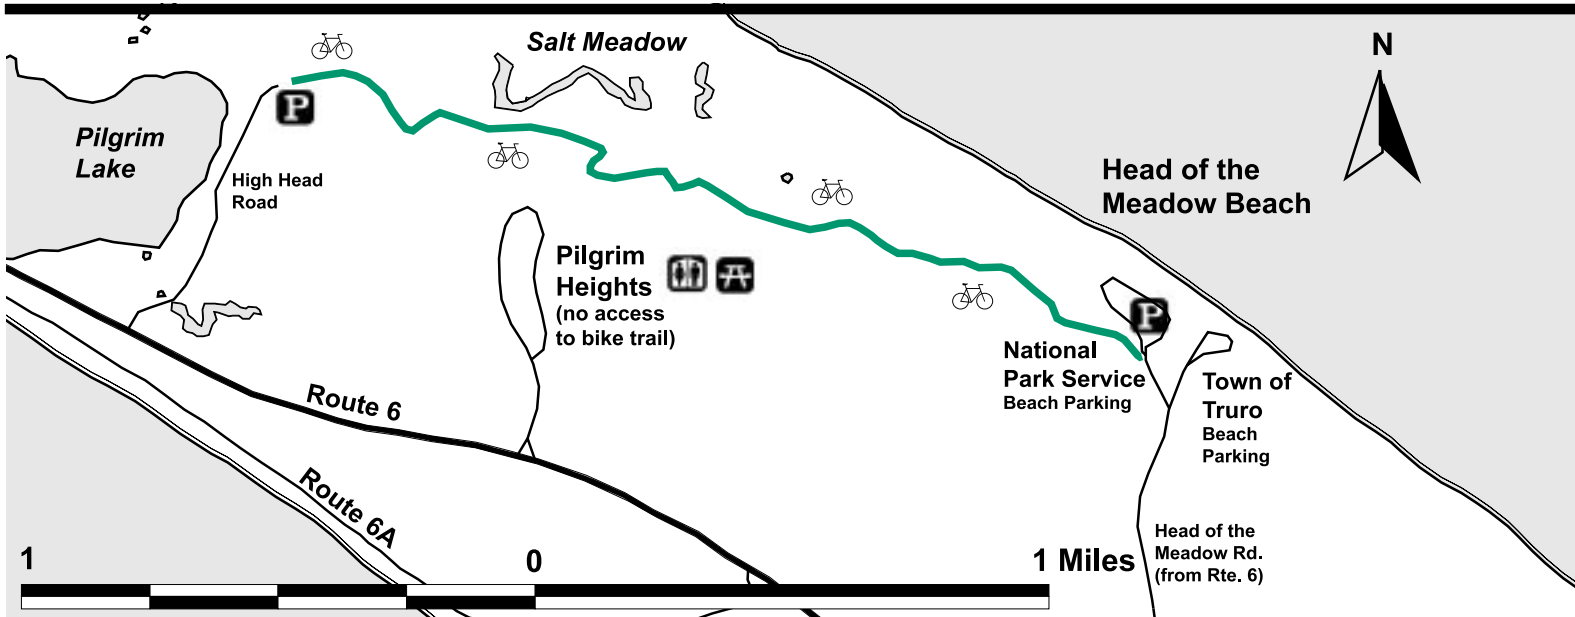 Salt Meadow
N
P
Pilgrim
Lake
High Head
Road
Head of the
Meadow Beach
Pilgrim
Heights
(no access
to bike trail)
P
National
Park Service
Beach Parking
Town of
Truro
Beach
Parking
Route 6
Route 6A
Head of the
Meadow Rd.
(from Rte. 6)
1 0 1 Miles